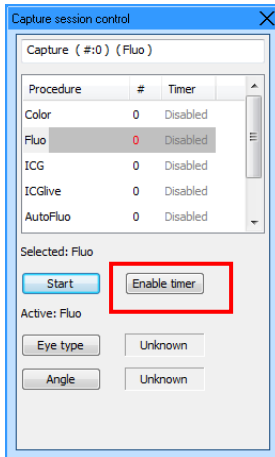 Capture session control
Capture ( #:0 ) ( Fluo )
Procedure # Timer
Color 0 Disabled
Fluo 0 Disabled
ICG 0 Disabled
ICGlive 0 Disabled
AutoFluo 0 Disabled
Selected: Fluo
Start Enable timer
Active: Fluo
Eye type Unknown
Angle Unknown